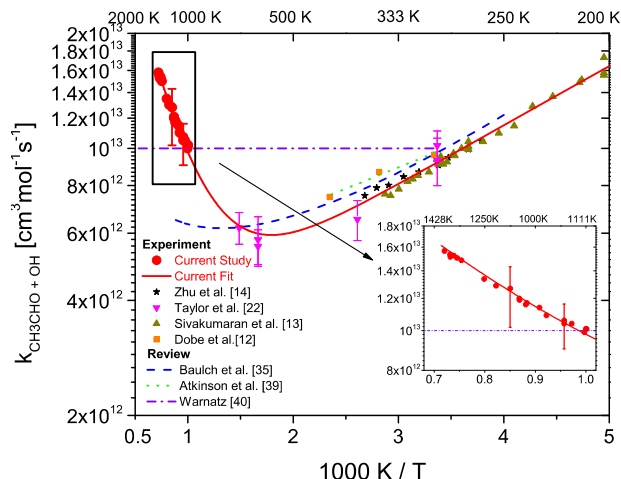 2000 K 1000 K 500 K 333 K 250 K 200 K
2x10¹³
1.8x10¹³
1.6x10¹³
1.4x10¹³
1.2x10¹³
10¹³
8x10¹²
6x10¹²
4x10¹²
2x10¹²
k CH3CHO + OH [cm³mol⁻¹s⁻¹]
Experiment
Current Study
Current Fit
Zhu et al. [14]
Taylor et al. [22]
Sivakumaran et al. [13]
Dobe et al.[12]
Review
Baulch et al. [35]
Atkinson et al. [39]
Warnatz [40]
1428K 1250K 1000K 1111K
1.8x10¹³
1.6x10¹³
1.4x10¹³
1.2x10¹³
10¹³
8x10¹²
0.7 0.8 0.9 1.0
0.5 1 2 3 4 5
1000 K / T